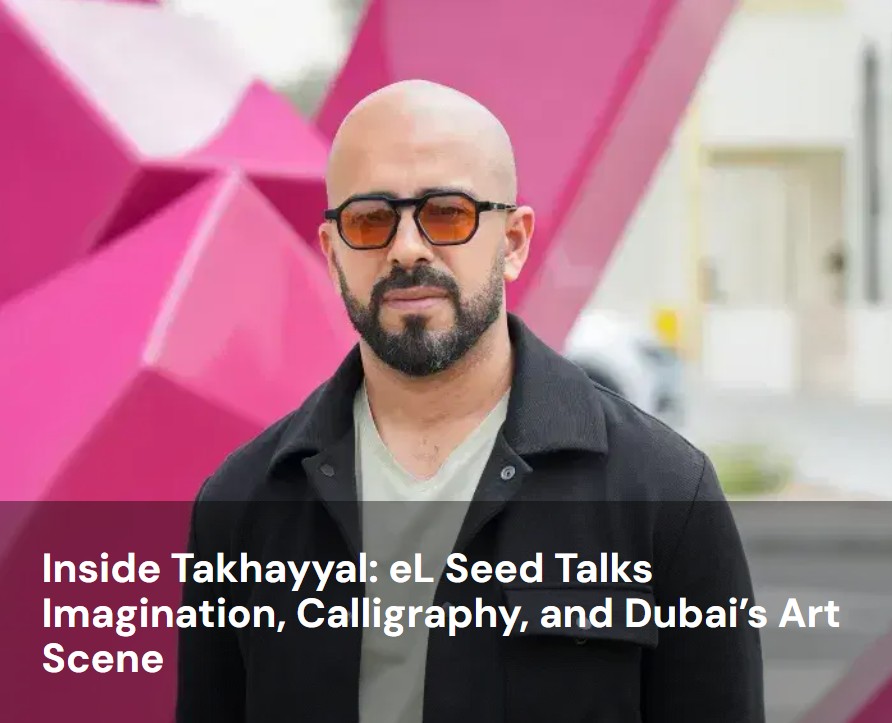 Inside Takhayyal: eL Seed Talks
Imagination, Calligraphy, and Dubai’s Art
Scene